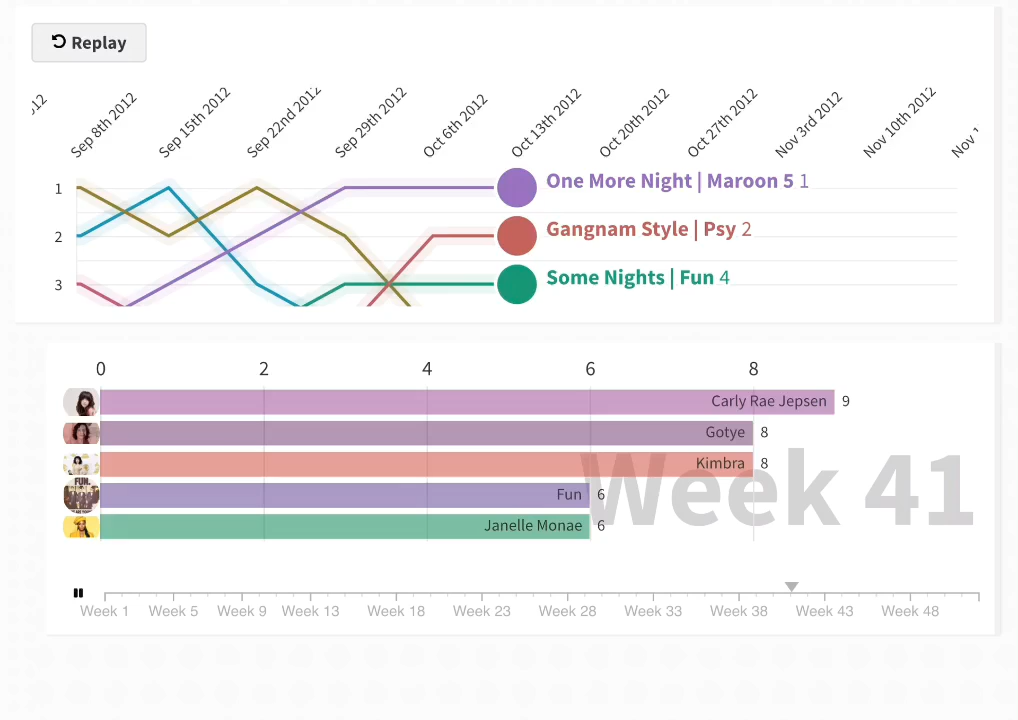 Replay
Sep 8th 2012
Sep 15th 2012
Sep 22nd 2012
Sep 29th 2012
Oct 6th 2012
Oct 13th 2012
Oct 20th 2012
Oct 27th 2012
Nov 3rd 2012
Nov 10th 2012
Nov
1
One More Night | Maroon 5 1
2
Gangnam Style | Psy 2
3
Some Nights | Fun 4
0 2 4 6 8
Carly Rae Jepsen 9
Gotye 8
Kimbra 8
FUN.
Fun 6
Janelle Monae 6
Week 41
Week 1 Week 5 Week 9 Week 13 Week 18 Week 23 Week 28 Week 33 Week 38 Week 43 Week 48